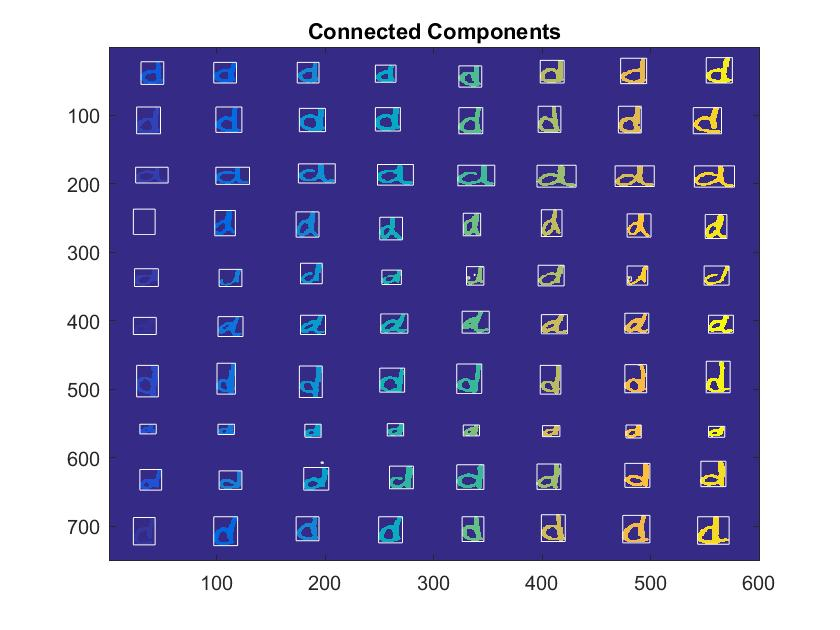 Connected Components
d d d d d d d d
100 d d d d d d d d
200 d d d d d d d d
d d d d d d d
300
d d d d d d d d
400 d d d d d d d d
500 d d d d d d d d
d d d d d d d d
600
d d d d d d d d
700 d d d d d d d d
100 200 300 400 500 600